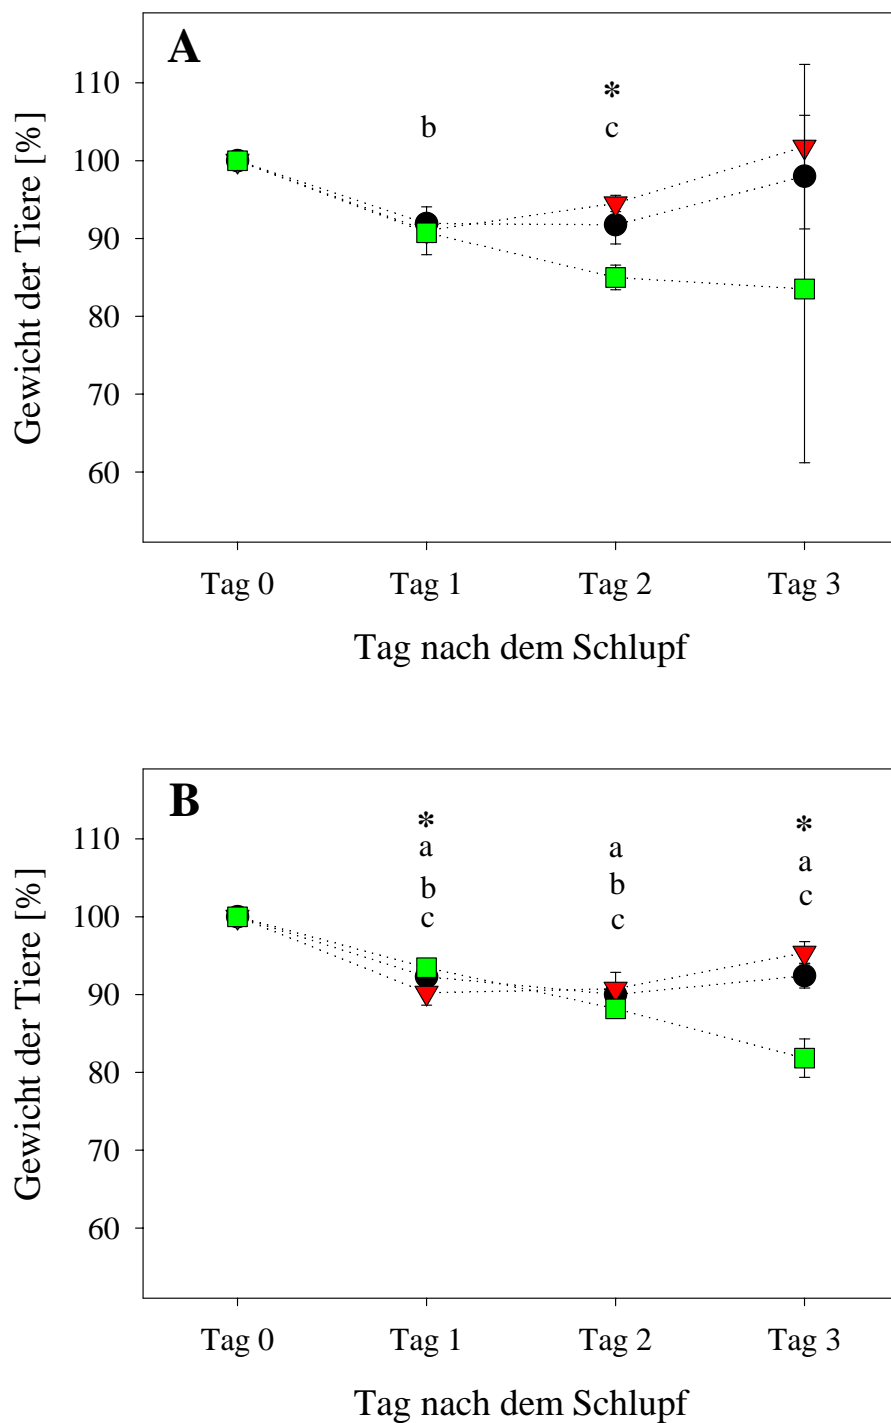 A
Gewicht der Tiere [%]
110
100
90
80
70
60
b
*
c
Tag 0 Tag 1 Tag 2 Tag 3
Tag nach dem Schlupf
B
Gewicht der Tiere [%]
110
100
90
80
70
60
*
a
b
c
a
b
c
*
a
c
Tag 0 Tag 1 Tag 2 Tag 3
Tag nach dem Schlupf